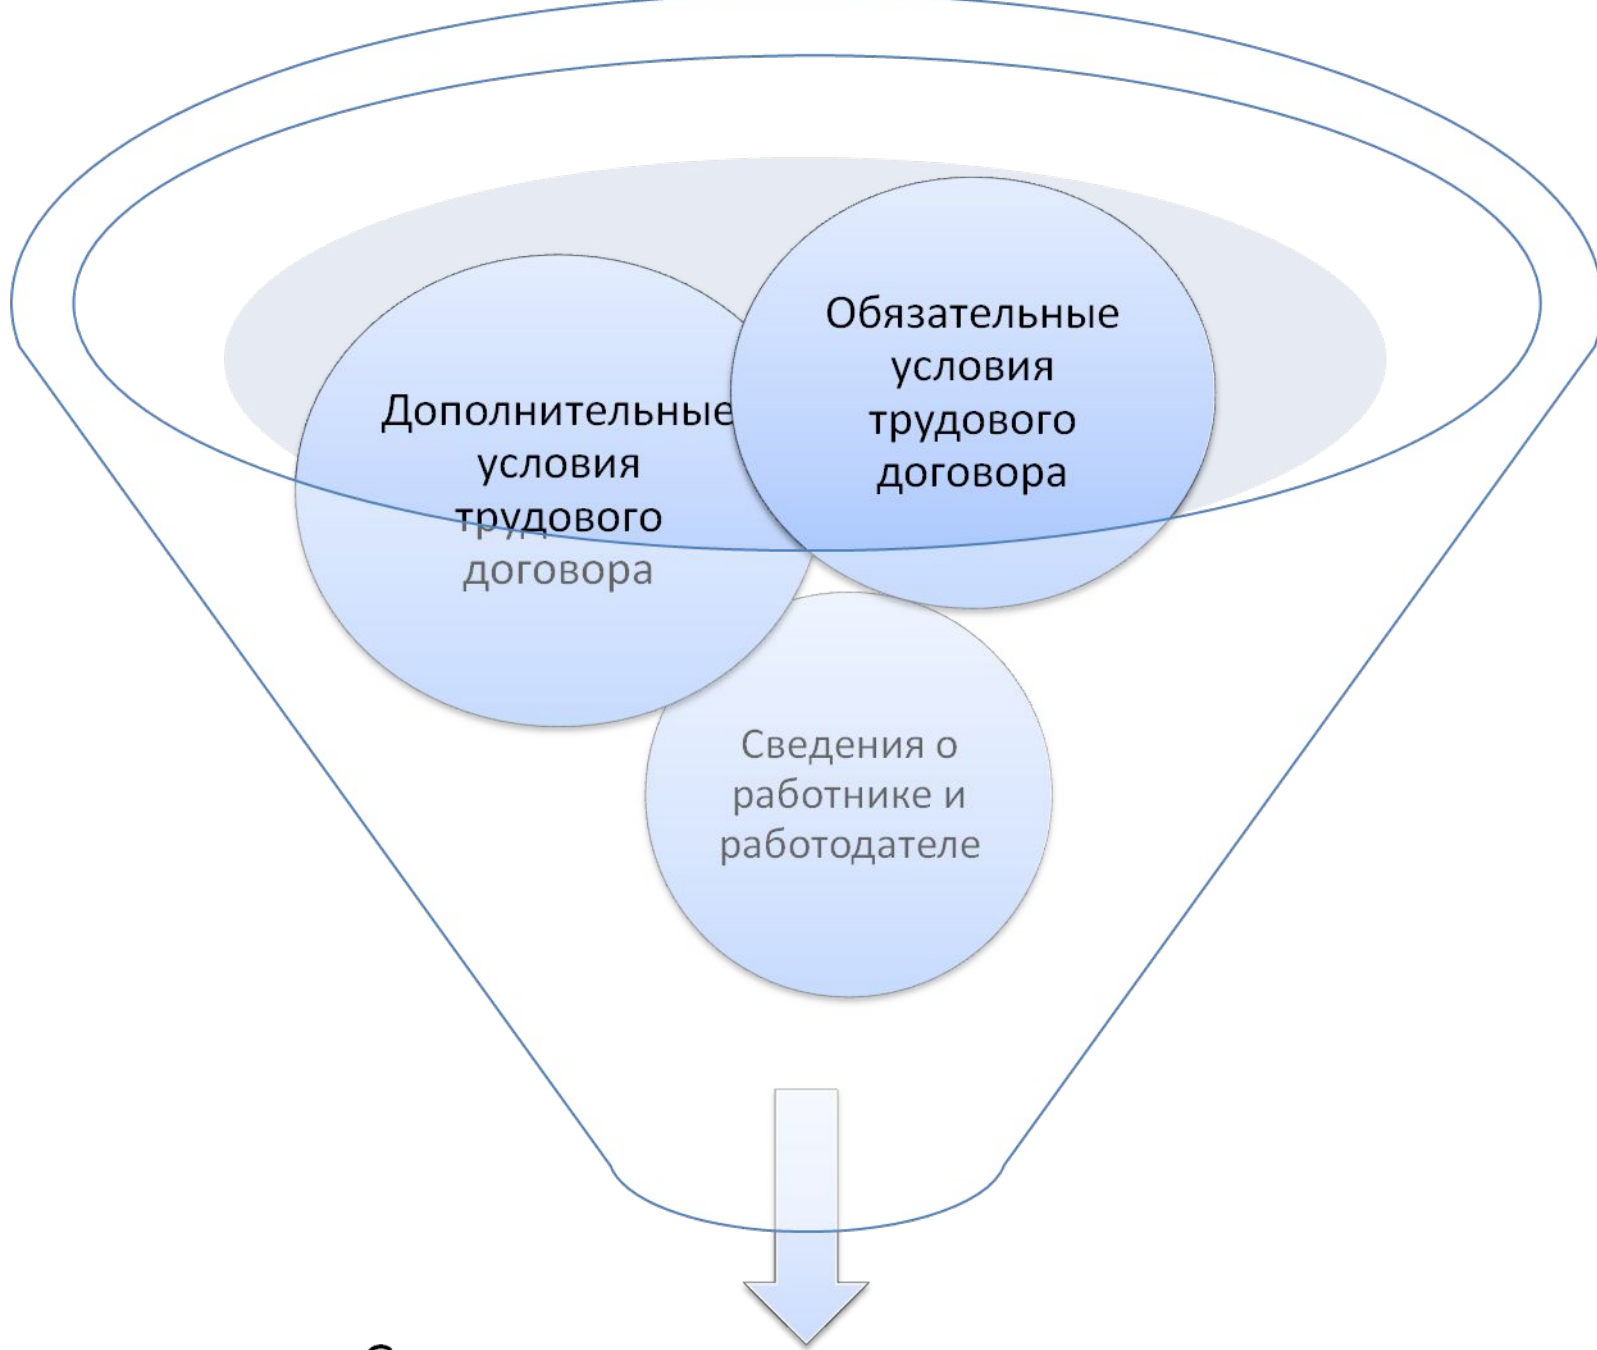 Обязательные
условия
трудового
договора
Дополнительные
условия
трудового
договора
Сведения о
работнике и
работодателе